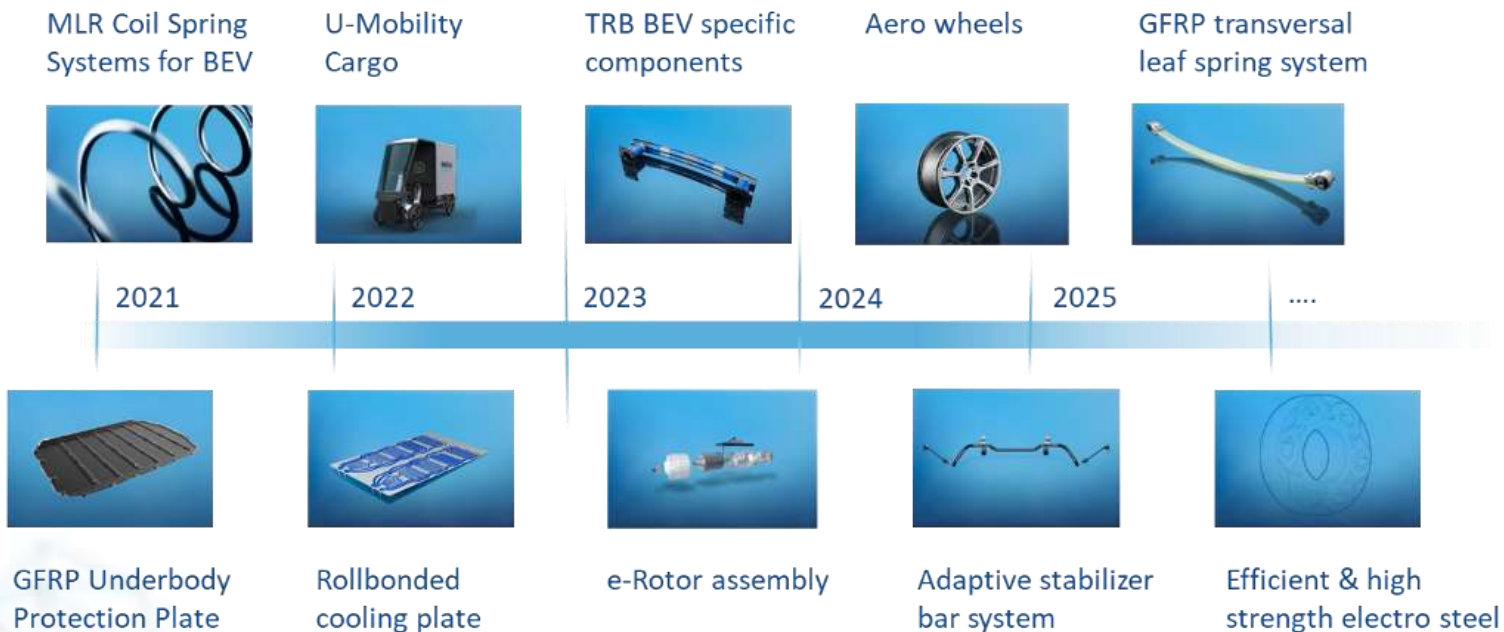 MLR Coil Spring
Systems for BEV
U-Mobility
Cargo
TRB BEV specific
components
Aero wheels
GFRP transversal
leaf spring system
2021
2022
2023
2024
2025
....
GFRP Underbody
Protection Plate
Rollbonded
cooling plate
e-Rotor assembly
Adaptive stabilizer
bar system
Efficient & high
strength electro steel